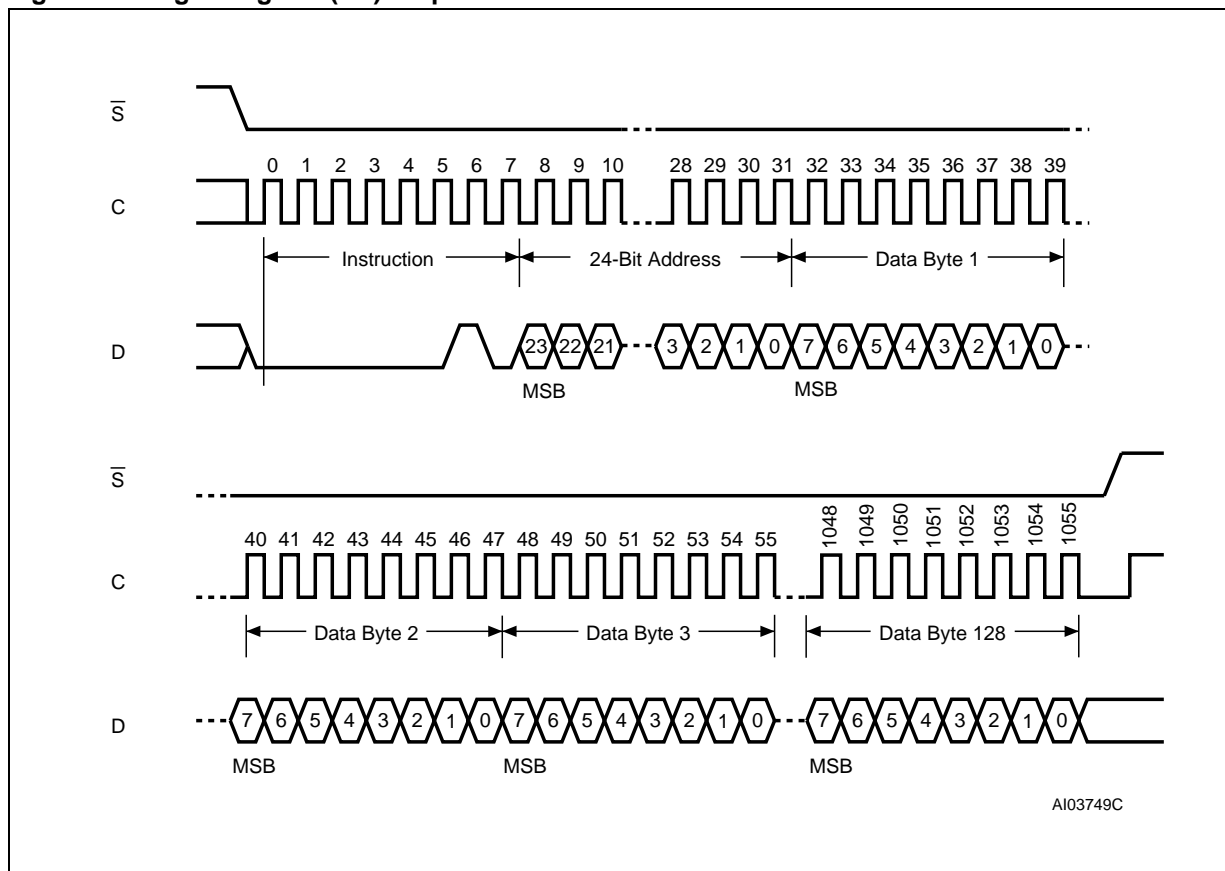 S
0 1 2 3 4 5 6 7 8 9 10 28 29 30 31 32 33 34 35 36 37 38 39
C
Instruction 24-Bit Address Data Byte 1
D 23 22 21 3 2 1 0 7 6 5 4 3 2 1 0
MSB MSB
S
40 41 42 43 44 45 46 47 48 49 50 51 52 53 54 55 1048 1049 1050 1051 1052 1053 1054 1055
C
Data Byte 2 Data Byte 3 Data Byte 128
D 7 6 5 4 3 2 1 0 7 6 5 4 3 2 1 0 7 6 5 4 3 2 1 0
MSB MSB MSB
AI03749C